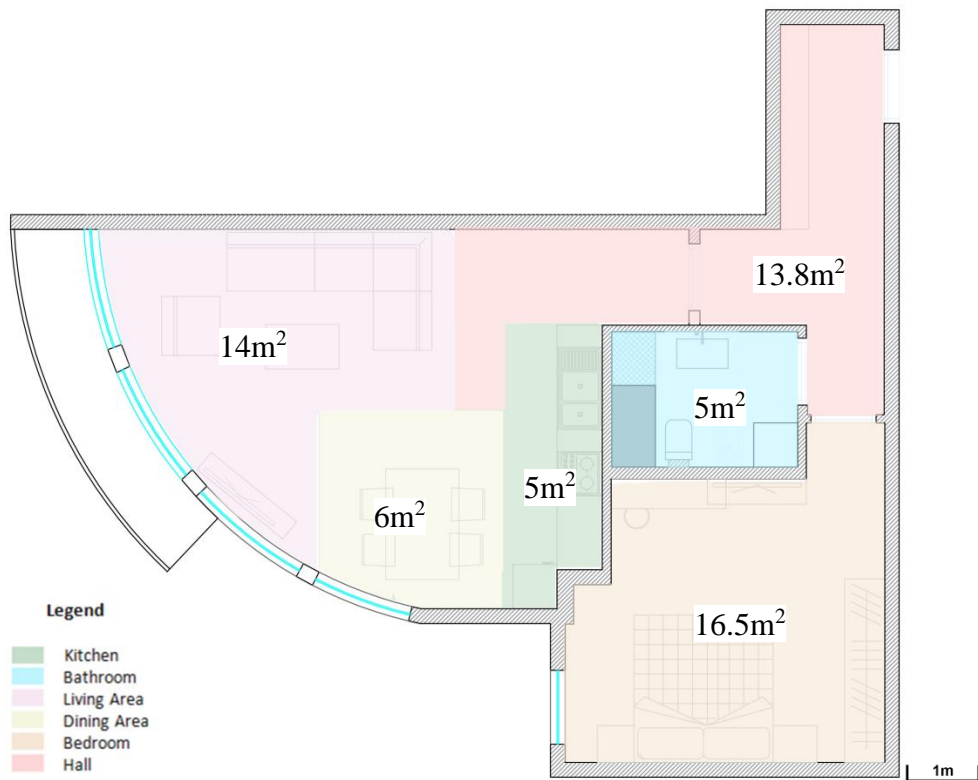 13.8m²
14m²
5m²
5m²
6m²
16.5m²
Legend
Kitchen
Bathroom
Living Area
Dining Area
Bedroom
Hall
1m